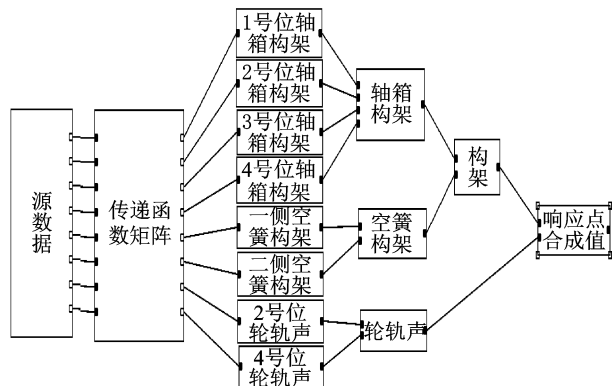 源数据
传递函
数矩阵
1号位轴
箱构架
2号位轴
箱构架
3号位轴
箱构架
4号位轴
箱构架
一侧空
簧构架
二侧空
簧构架
2号位
轮轨声
4号位
轮轨声
轴箱
构架
空簧
构架
轮轨声
构
架
响应点
合成值